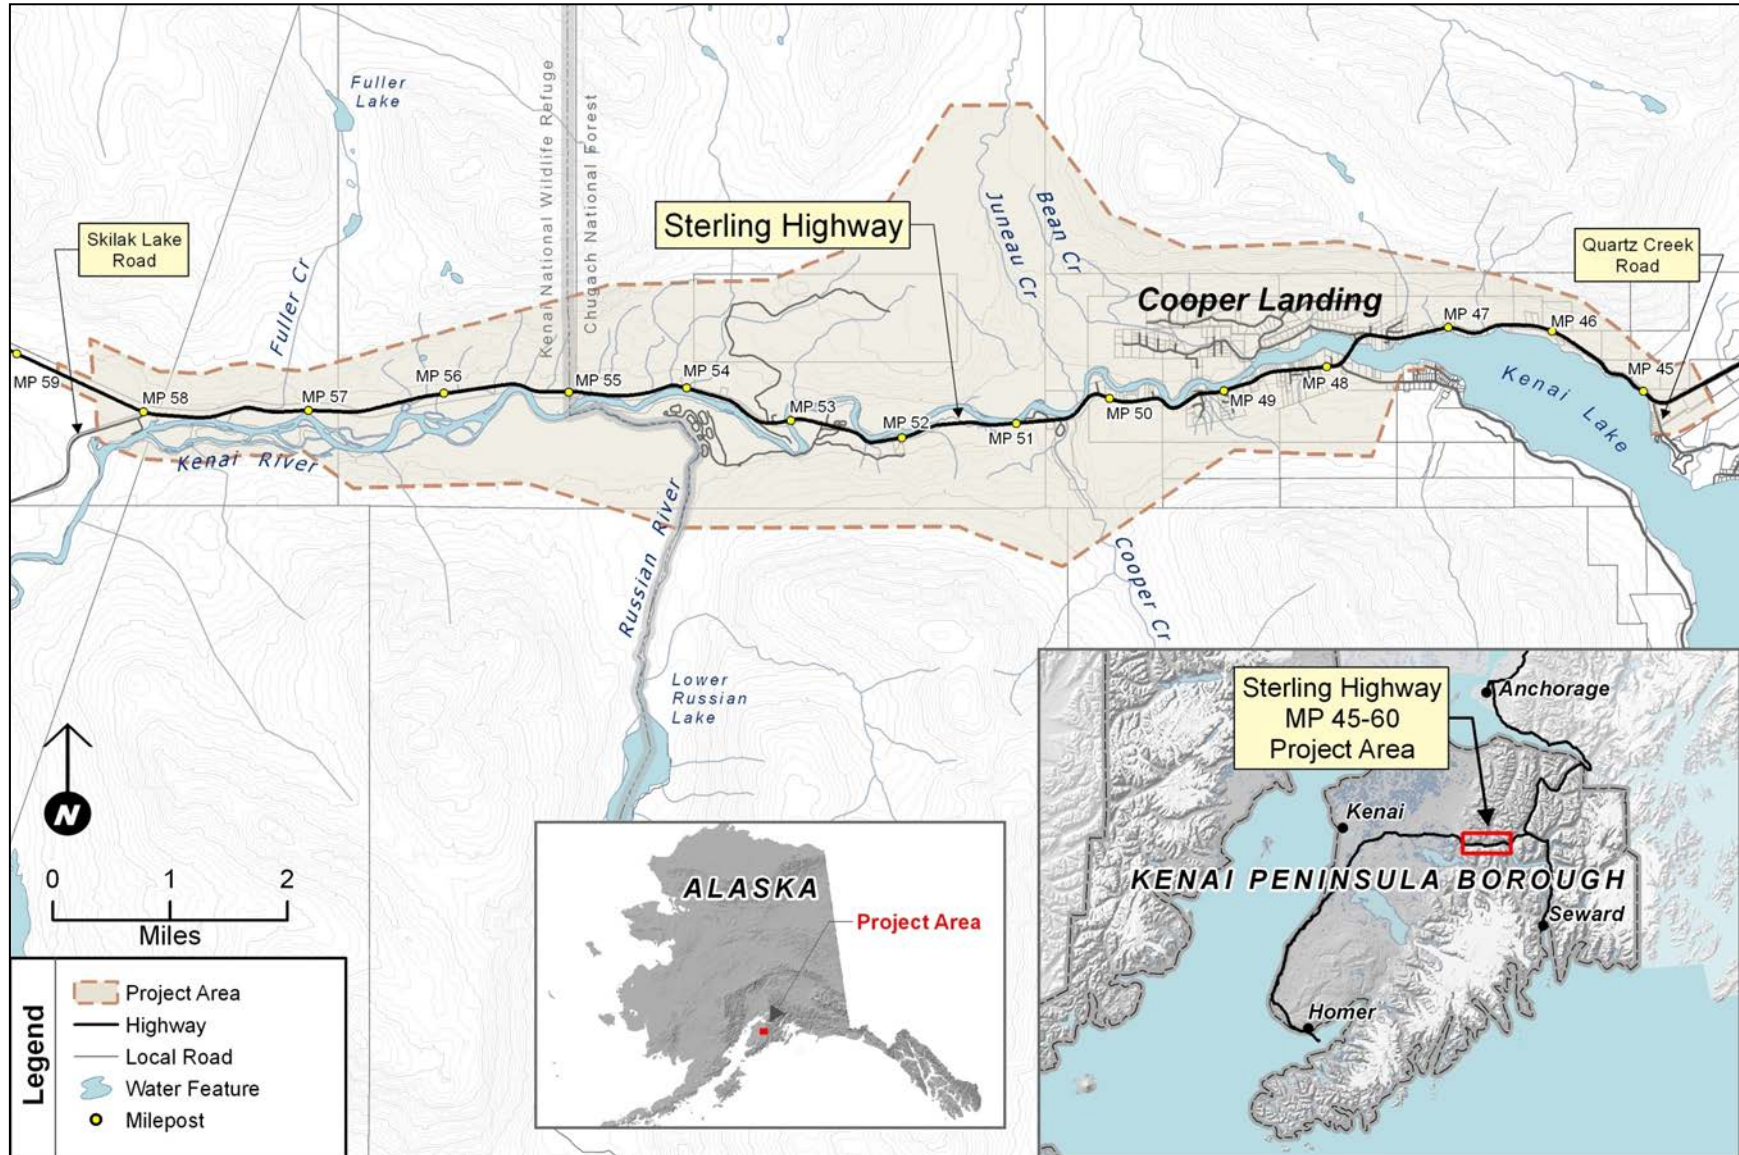 Fuller
Lake
Kenai National Wildlife Refuge
Chugach National Forest
Skilak Lake
Road
Fuller Cr
Sterling Highway
Juneau Cr
Bean Cr
Quartz Creek
Road
Cooper Landing
MP 59
MP 58
MP 57
MP 56
MP 55
MP 54
MP 53
MP 52
MP 51
MP 50
MP 49
MP 48
MP 47
MP 46
MP 45
Kenai Lake
Kenai River
Russian River
Cooper Cr
Lower
Russian
Lake
N
0 1 2
Miles
Legend
Project Area
Highway
Local Road
Water Feature
Milepost
ALASKA
Project Area
Sterling Highway
MP 45-60
Project Area
Anchorage
Kenai
KENAI PENINSULA BOROUGH
Seward
Homer